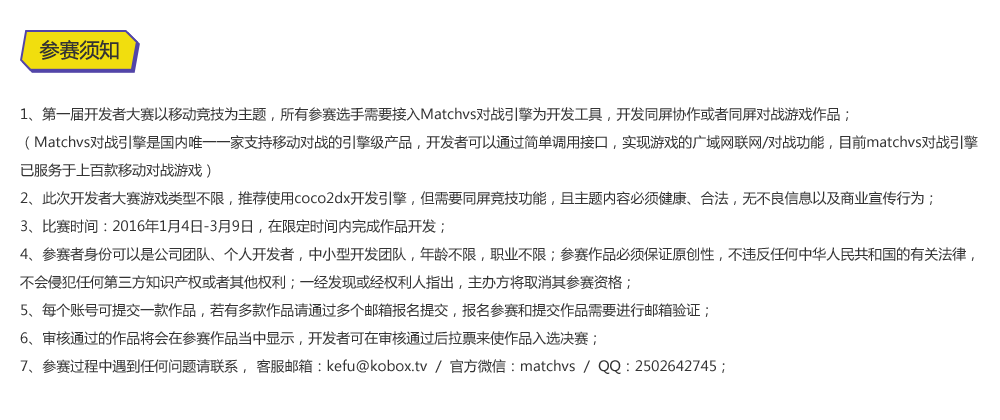 参赛须知
1、第一届开发者大赛以移动竞技为主题，所有参赛选手需要接入Matchvs对战引擎为开发工具，开发同屏协作或者同屏对战游戏作品；
（Matchvs对战引擎是国内唯一一家支持移动对战的引擎级产品，开发者可以通过简单调用接口，实现游戏的广域网联网/对战功能，目前matchvs对战引擎
已服务于上百款移动对战游戏）
2、此次开发者大赛游戏类型不限，推荐使用coco2dx开发引擎，但需要同屏竞技功能，且主题内容必须健康、合法，无不良信息以及商业宣传行为；
3、比赛时间：2016年1月4日-3月9日，在限定时间内完成作品开发；
4、参赛者身份可以是公司团队、个人开发者，中小型开发团队，年龄不限，职业不限；参赛作品必须保证原创性，不违反任何中华人民共和国的有关法律，
不会侵犯任何第三方知识产权或者其他权利；一经发现或经权利人指出，主办方将取消其参赛资格；
5、每个账号可提交一款作品，若有多款作品请通过多个邮箱报名提交，报名参赛和提交作品需要进行邮箱验证；
6、审核通过的作品将会在参赛作品当中显示，开发者可在审核通过后拉票来使作品入选决赛；
7、参赛过程中遇到任何问题请联系， 客服邮箱：kefu@kobox.tv / 官方微信：matchvs / QQ：2502642745；